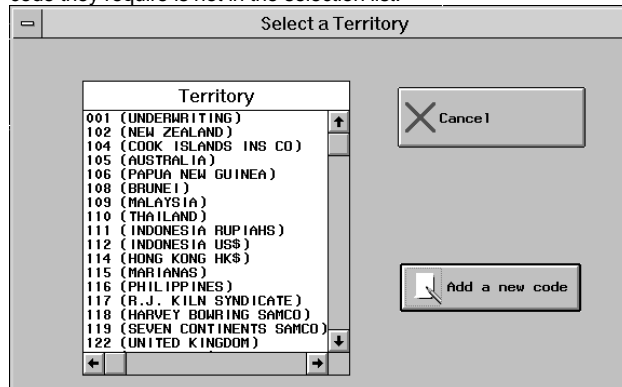 code they require is not in the selection list.
Select a Territory
Territory
001 (UNDERWRITING)
102 (NEW ZEALAND)
104 (COOK ISLANDS INS CO)
105 (AUSTRALIA)
106 (PAPUA NEW GUINEA)
108 (BRUNEI)
109 (MALAYSIA)
110 (THAILAND)
111 (INDONESIA RUPIAHS)
112 (INDONESIA US$)
114 (HONG KONG HK$)
115 (MARIANAS)
116 (PHILIPPINES)
117 (R.J. KILN SYNDICATE)
118 (HARVEY BOWRING SAMCO)
119 (SEVEN CONTINENTS SAMCO)
122 (UNITED KINGDOM)
Cancel
Add a new code